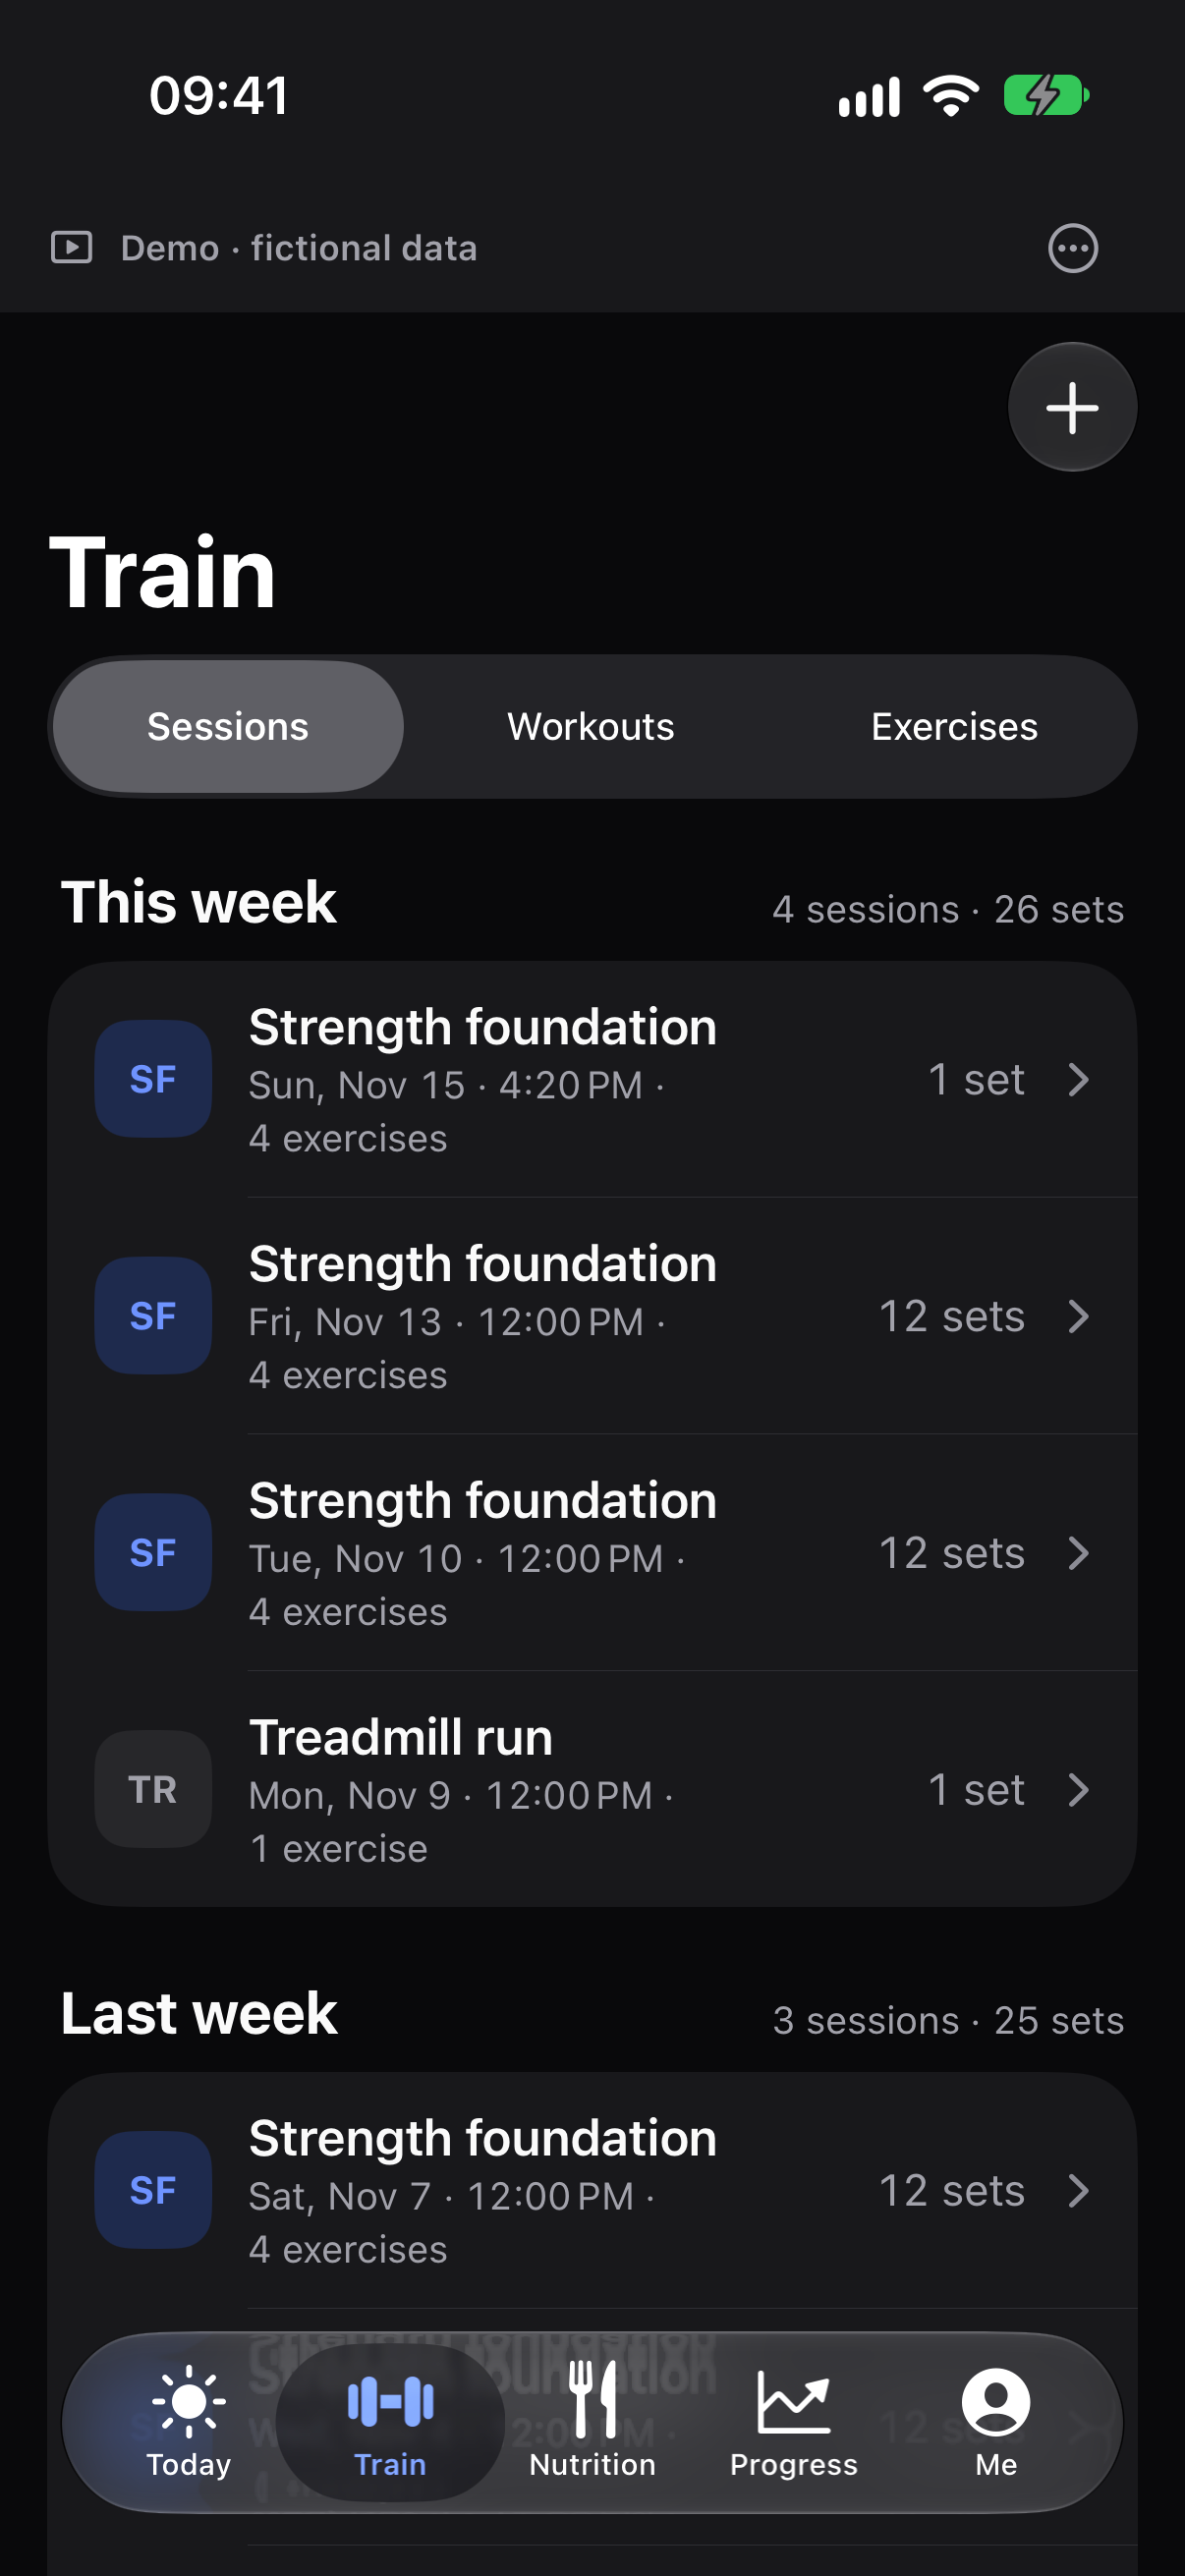 09:41
Demo · fictional data
Train
Sessions Workouts Exercises
This week 4 sessions · 26 sets
SF Strength foundation
Sun, Nov 15 · 4:20 PM ·
4 exercises
1 set
SF Strength foundation
Fri, Nov 13 · 12:00 PM ·
4 exercises
12 sets
SF Strength foundation
Tue, Nov 10 · 12:00 PM ·
4 exercises
12 sets
TR Treadmill run
Mon, Nov 9 · 12:00 PM ·
1 exercise
1 set
Last week 3 sessions · 25 sets
SF Strength foundation
Sat, Nov 7 · 12:00 PM ·
4 exercises
12 sets
Today Train Nutrition Progress Me